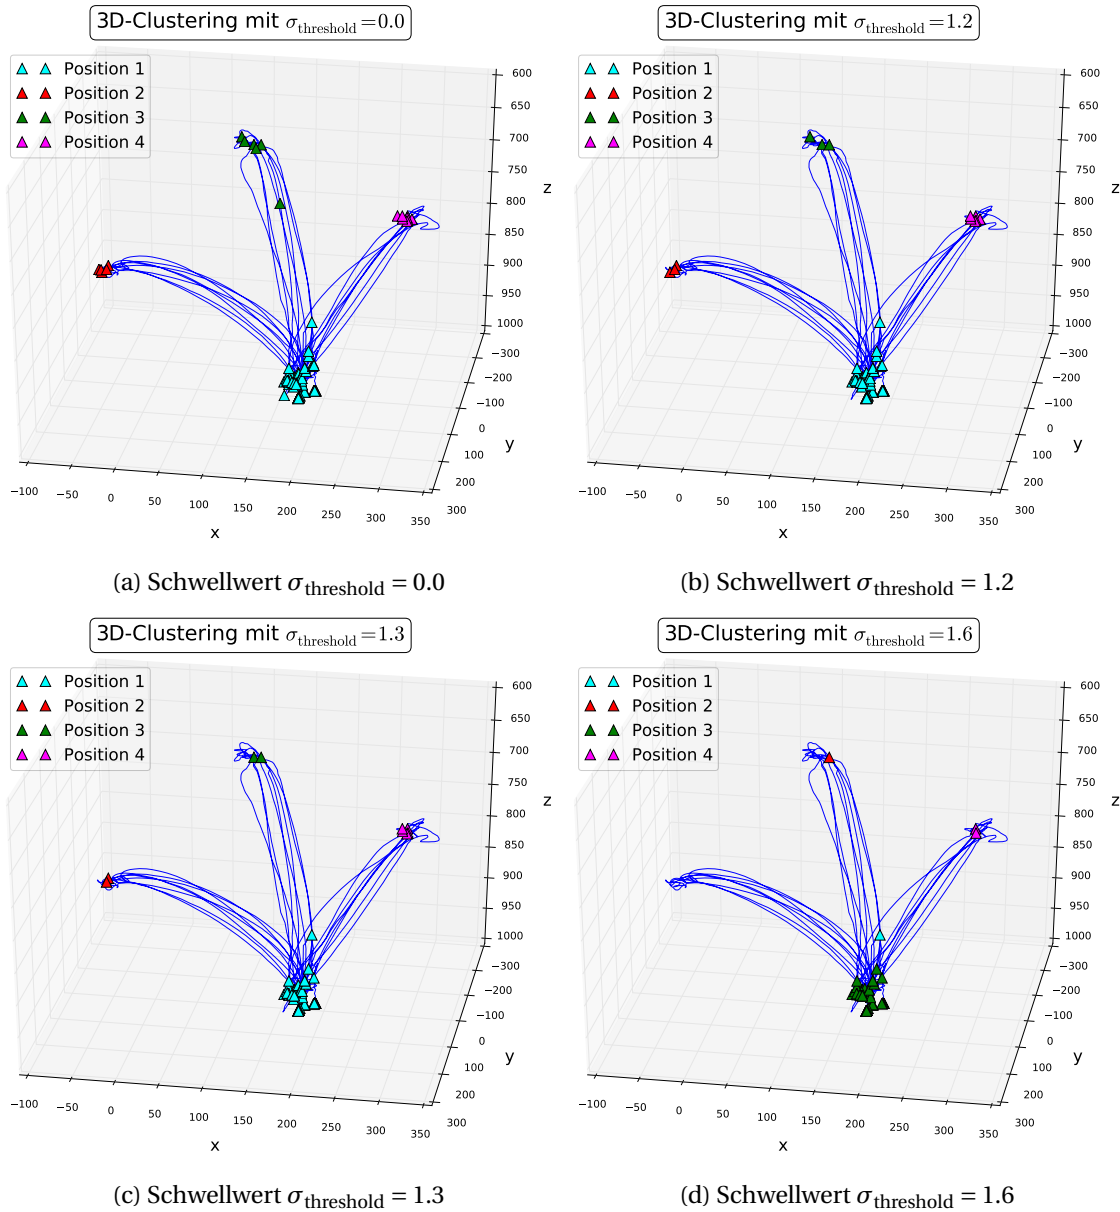 3D-Clustering mit σthreshold=0.0
Position 1
Position 2
Position 3
Position 4
600
650
700
750
800
850
900
950
1000
z
−300
−200
−100
0
100
200
300
y
−100
−50
0
50
100
150
200
250
300
350
x
(a) Schwellwert σthreshold = 0.0
3D-Clustering mit σthreshold=1.2
Position 1
Position 2
Position 3
Position 4
600
650
700
750
800
850
900
950
1000
z
−300
−200
−100
0
100
200
300
y
−100
−50
0
50
100
150
200
250
300
350
x
(b) Schwellwert σthreshold = 1.2
3D-Clustering mit σthreshold=1.3
Position 1
Position 2
Position 3
Position 4
600
650
700
750
800
850
900
950
1000
z
−300
−200
−100
0
100
200
300
y
−100
−50
0
50
100
150
200
250
300
350
x
(c) Schwellwert σthreshold = 1.3
3D-Clustering mit σthreshold=1.6
Position 1
Position 2
Position 3
Position 4
600
650
700
750
800
850
900
950
1000
z
−300
−200
−100
0
100
200
300
y
−100
−50
0
50
100
150
200
250
300
350
x
(d) Schwellwert σthreshold = 1.6